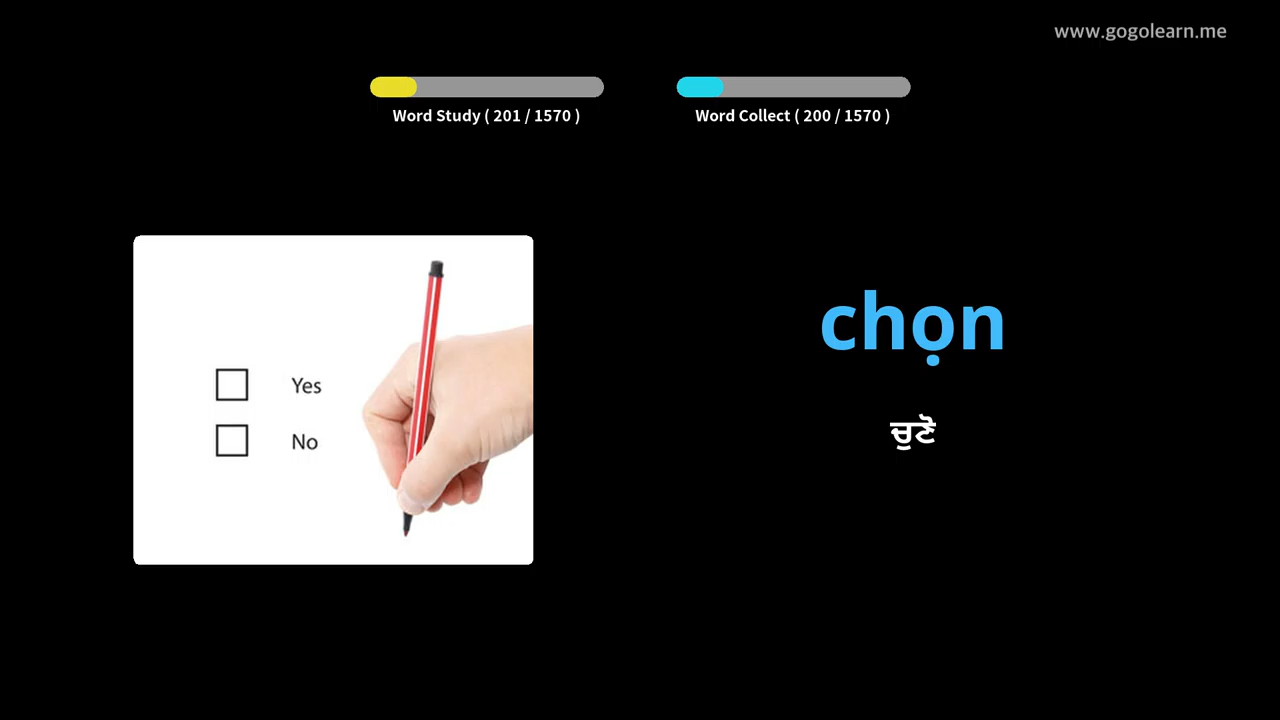 www.gogolearn.me
Word Study ( 201 / 1570 )
Word Collect ( 200 / 1570 )
Yes
No
chọn
ਚੁਣੋ